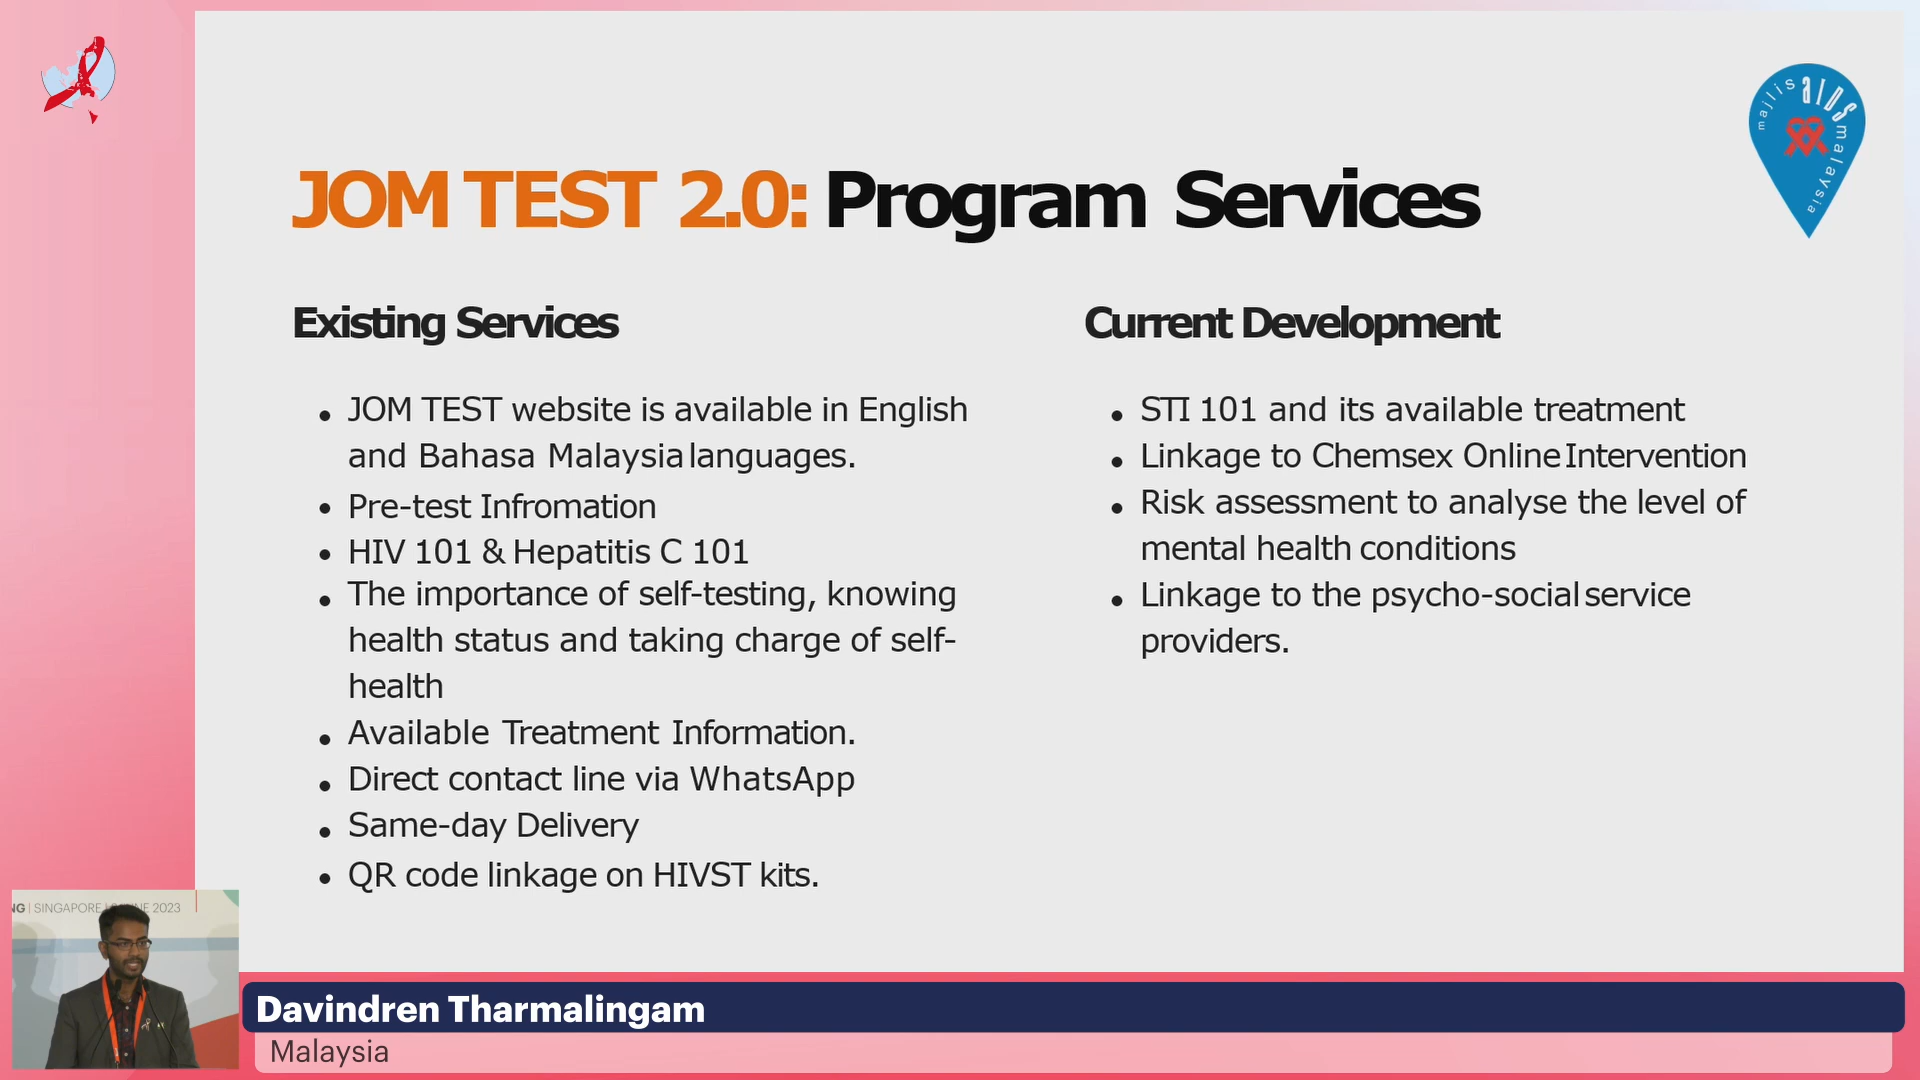 majlis AIDS malaysia
JOM TEST 2.0: Program Services
Existing Services
JOM TEST website is available in English
and Bahasa Malaysia languages.
Pre-test Infromation
HIV 101 & Hepatitis C 101
The importance of self-testing, knowing
health status and taking charge of self-
health
Available Treatment Information.
Direct contact line via WhatsApp
Same-day Delivery
QR code linkage on HIVST kits.
Current Development
STI 101 and its available treatment
Linkage to Chemsex Online Intervention
Risk assessment to analyse the level of
mental health conditions
Linkage to the psycho-social service
providers.
NG | SINGAPORE NE 2023
Davindren Tharmalingam
Malaysia